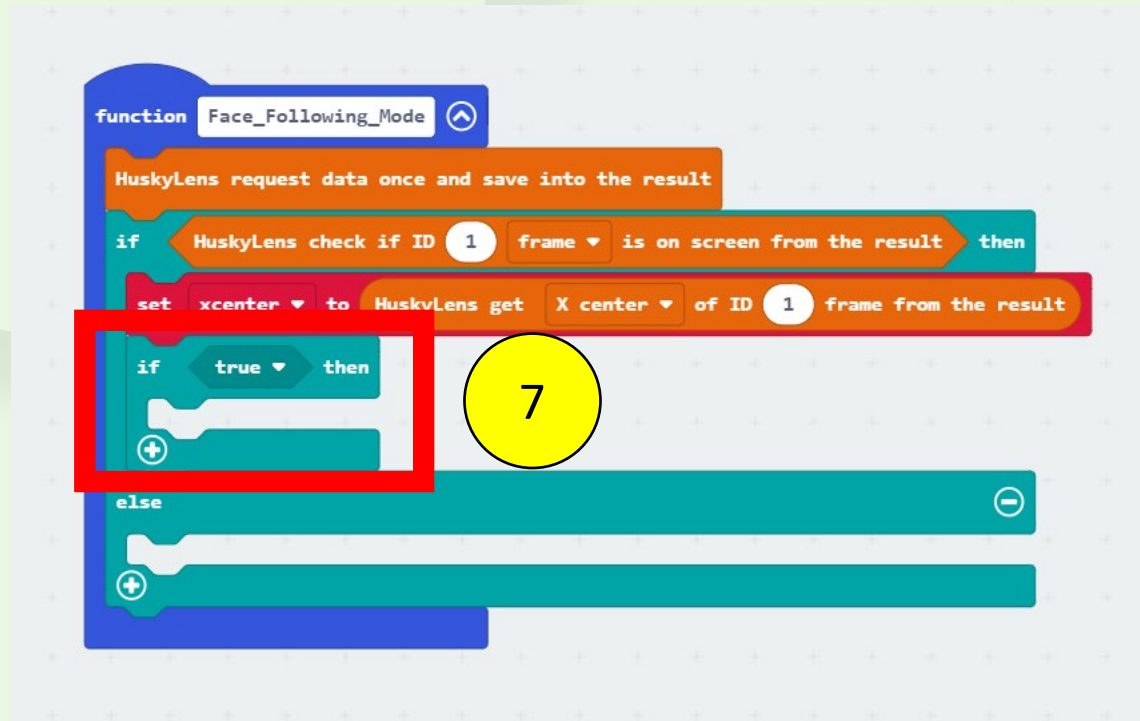 function Face_Following_Mode
HuskyLens request data once and save into the result
if HuskyLens check if ID 1 frame is on screen from the result then
set xcenter to HuskyLens get X center of ID 1 frame from the result
if true then
7
else